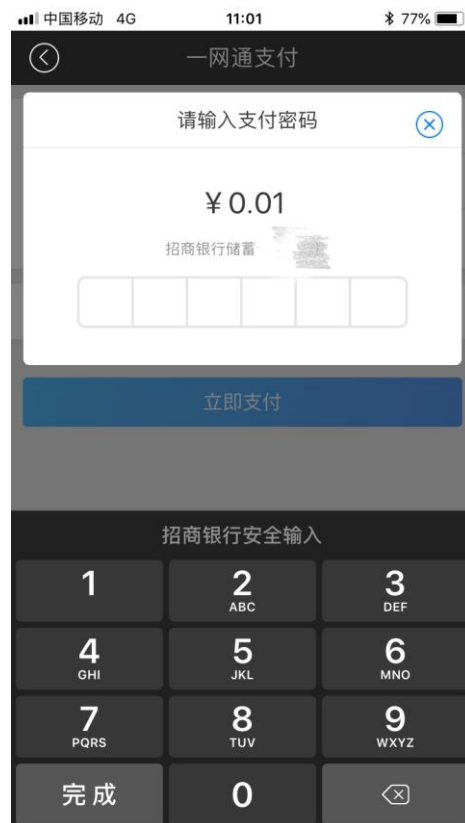 中国移动 4G 11:01 77%
一网通支付
请输入支付密码
￥0.01
招商银行储蓄
立即支付
招商银行安全输入
1 2 3
ABC DEF
4 5 6
GHI JKL MNO
7 8 9
PQRS TUV WXYZ
完成 0